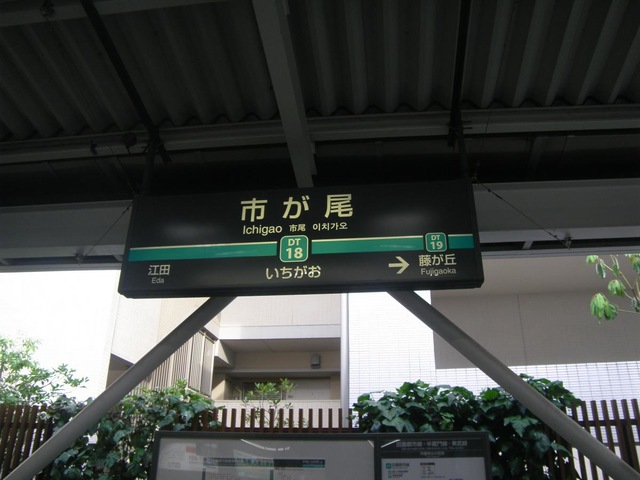 市が尾
Ichigao 市尾 이치가오
DT
18
DT
19
江田
Eda
いちがお
→ 藤が丘
Fujigaoka